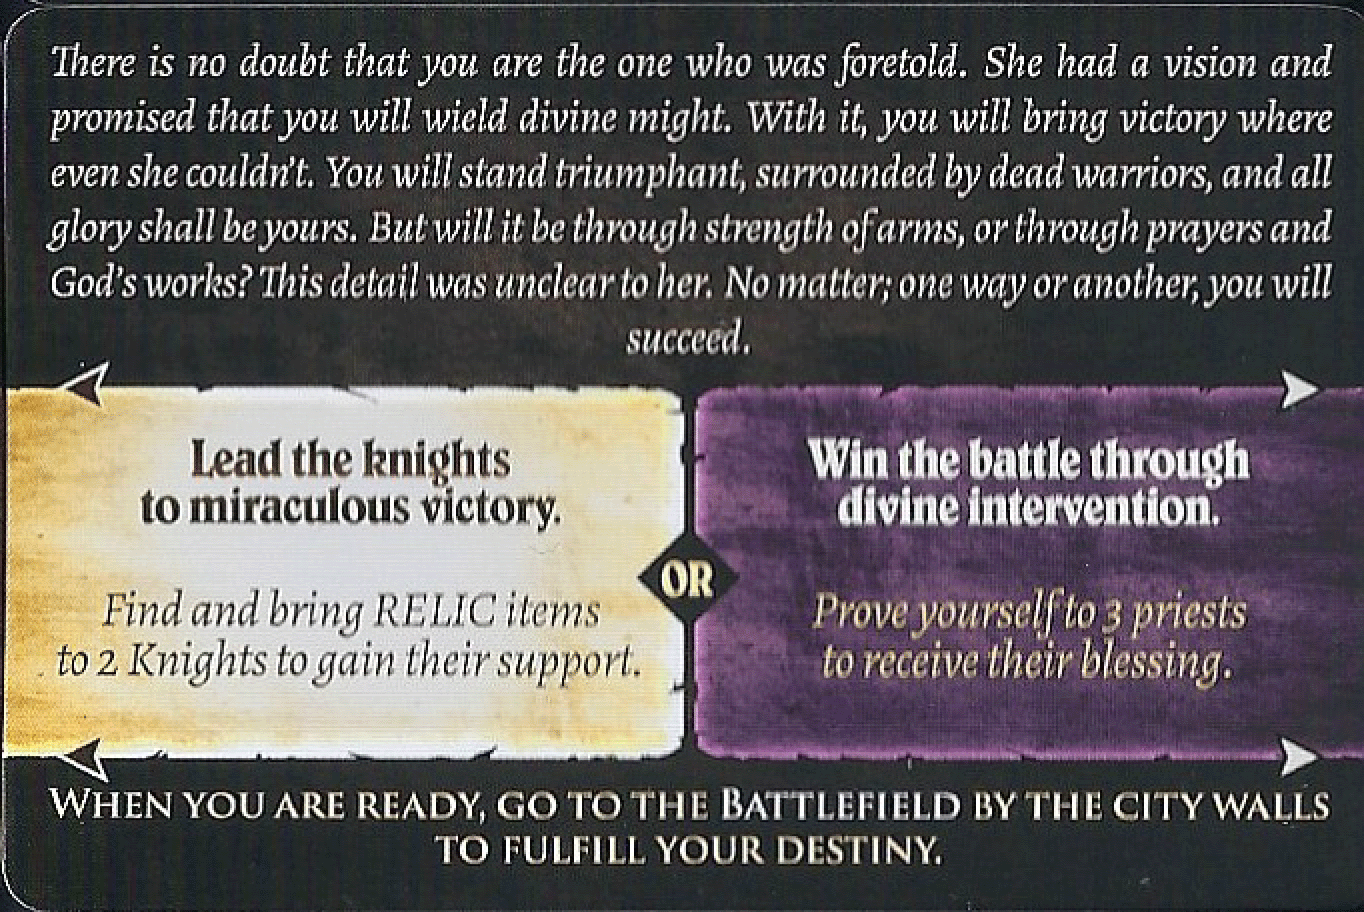 There is no doubt that you are the one who was foretold. She had a vision and
promised that you will wield divine might. With it, you will bring victory where
even she couldn't. You will stand triumphant, surrounded by dead warriors, and all
glory shall be yours. But will it be through strength of arms, or through prayers and
God's works? This detail was unclear to her. No matter; one way or another, you will
succeed.
Lead the knights
to miraculous victory.
Find and bring RELIC items
to 2 Knights to gain their support.
OR
Win the battle through
divine intervention.
Prove yourself to 3 priests
to receive their blessing.
WHEN YOU ARE READY, GO TO THE BATTLEFIELD BY THE CITY WALLS
TO FULFILL YOUR DESTINY.